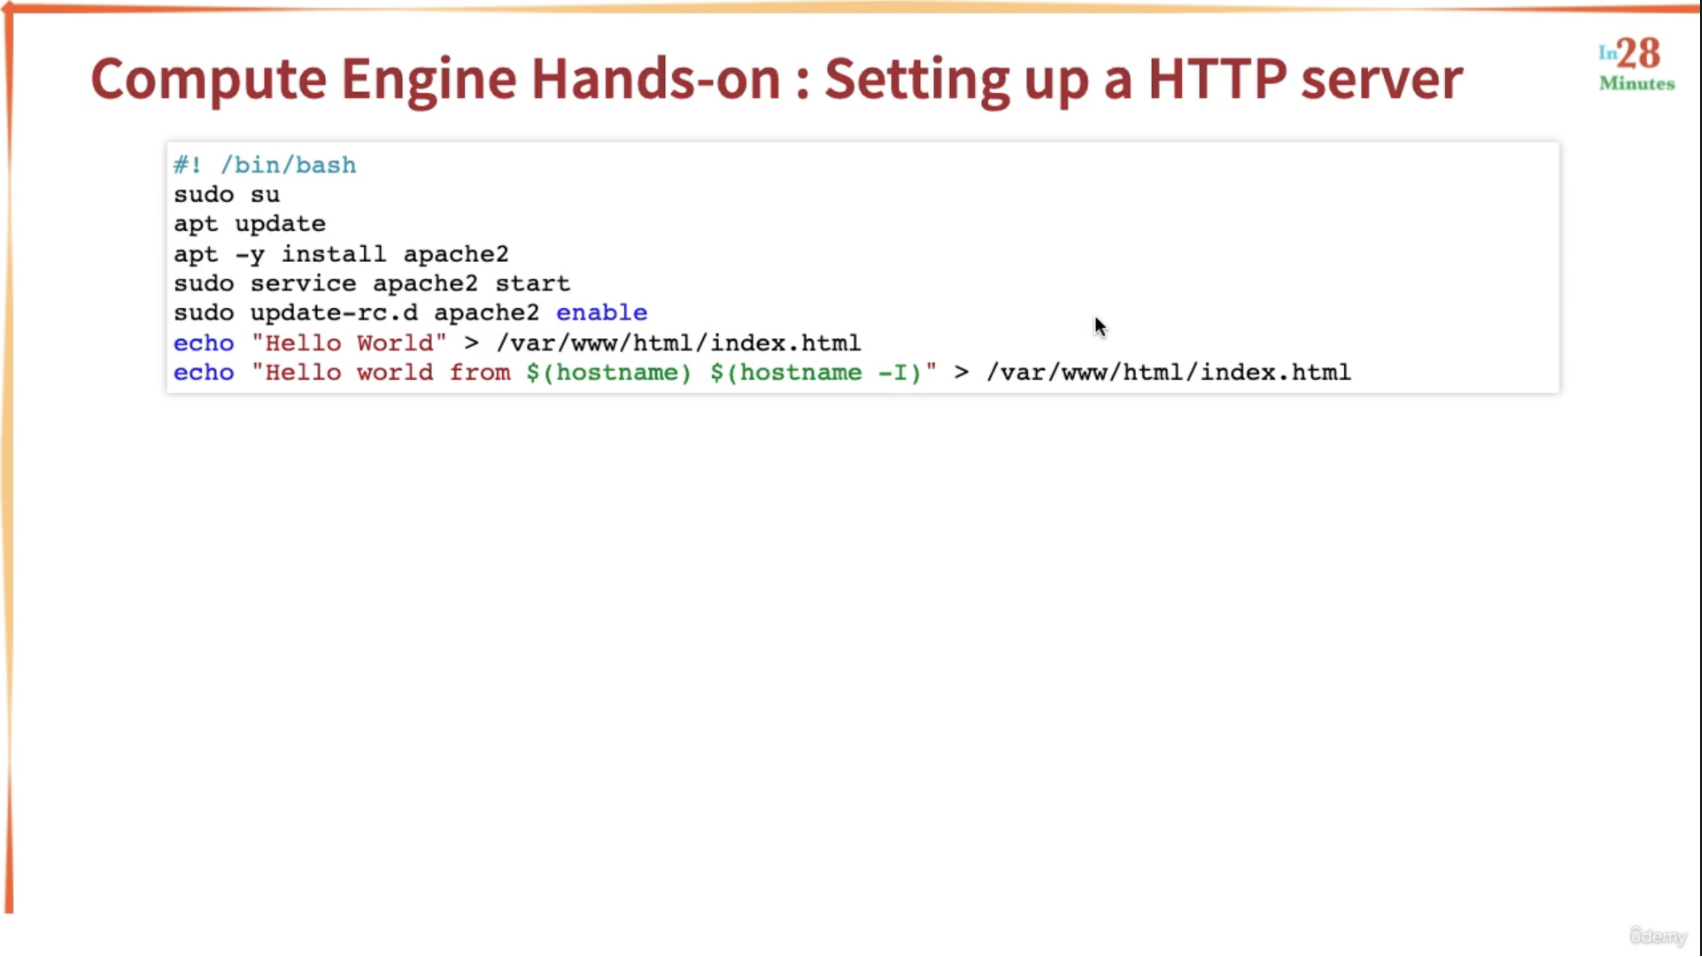 Compute Engine Hands-on : Setting up a HTTP server
In28
Minutes
#! /bin/bash
sudo su
apt update
apt -y install apache2
sudo service apache2 start
sudo update-rc.d apache2 enable
echo "Hello World" > /var/www/html/index.html
echo "Hello world from $(hostname) $(hostname -I)" > /var/www/html/index.html
ûdemy